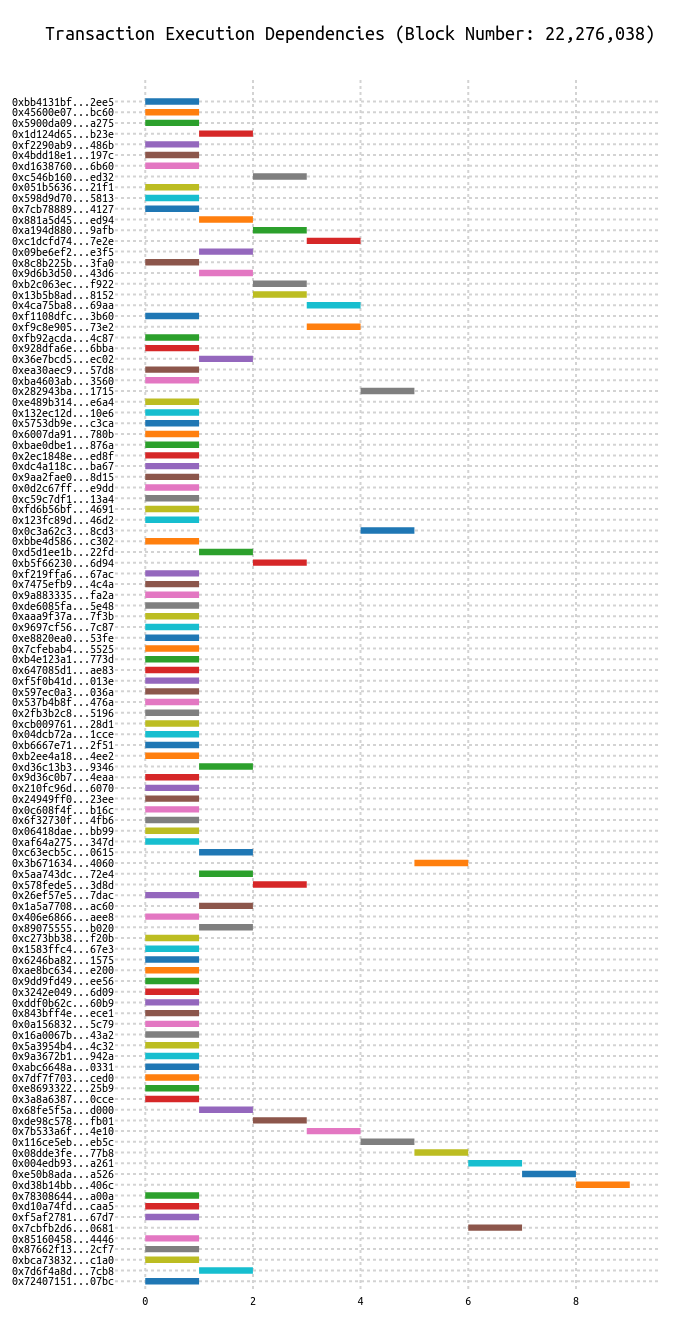 Transaction Execution Dependencies (Block Number: 22,276,038)
0xbb4131bf...2ee5
0x45600e07...bc60
0x5900da09...a275
0x1d124d65...b23e
0xf2290ab9...486b
0x4bdd18e1...197c
0xd1638760...6b60
0xc546b160...ed32
0x051b5636...21f1
0x598d9d70...5813
0x7cb78889...4127
0x881a5d45...ed94
0xa194d880...9afb
0xc1dcfd74...7e2e
0x09be6ef2...e3f5
0x8c8b225b...3fa0
0x9d6b3d50...43d6
0xb2c063ec...f922
0x13b5b8ad...8152
0x4ca75ba8...69aa
0xf1108dfc...3b60
0xf9c8e905...73e2
0xfb92acda...4c87
0x928dfa6e...6bba
0x36e7bcd5...ec02
0xea30aec9...57d8
0xba4603ab...3560
0x282943ba...1715
0xe489b314...e6a4
0x132ec12d...10e6
0x5753db9e...c3ca
0x6007da91...780b
0xbae0dbe1...876a
0x2ec1848e...ed8f
0xdc4a118c...ba67
0x9aa2fae0...8d15
0x0d2c67ff...e9dd
0xc59c7df1...13a4
0xfd6b56bf...4691
0x123fc89d...46d2
0x0c3a62c3...8cd3
0xbbe4d586...c302
0xd5d1ee1b...22fd
0xb5f66230...6d94
0xf219ffa6...67ac
0x7475efb9...4c4a
0x9a883335...fa2a
0xde6085fa...5e48
0xaaa9f37a...7f3b
0x9697cf56...7c87
0xe8820ea0...53fe
0x7cfebab4...5525
0xb4e123a1...773d
0x647085d1...ae83
0xf5f0b41d...013e
0x597ec0a3...036a
0x537b4b8f...476a
0x2fb3b2c8...5196
0xcb009761...28d1
0x04dcb72a...1cce
0xb6667e71...2f51
0xb2ee4a18...4ee2
0xd36c13b3...9346
0x9d36c0b7...4eaa
0x210fc96d...6070
0x24949ff0...23ee
0x0c608f4f...b16c
0x6f32730f...4fb6
0x06418dae...bb99
0xaf64a275...347d
0xc63ecb5c...0615
0x3b671634...4060
0x5aa743dc...72e4
0x578fede5...3d8d
0x26ef57e5...7dac
0x1a5a7708...ac60
0x406e6866...aee8
0x89075555...b020
0xc273bb38...f20b
0x1583ffc4...67e3
0x6246ba82...1575
0xae8bc634...e200
0x9dd9fd49...ee56
0x3242e049...6d09
0xddf0b62c...60b9
0x843bff4e...ece1
0x0a156832...5c79
0x16a0067b...43a2
0x5a3954b4...4c32
0x9a3672b1...942a
0xabc6648a...0331
0x7df7f703...ced0
0xe8693322...25b9
0x3a8a6387...0cce
0x68fe5f5a...d000
0xde98c578...fb01
0x7b533a6f...4e10
0x116ce5eb...eb5c
0x08dde3fe...77b8
0x004edb93...a261
0xe50b8ada...a526
0xd38b14bb...406c
0x78308644...a00a
0xd10a74fd...caa5
0xf5af2781...67d7
0x7cbfb2d6...0681
0x85160458...4446
0x87662f13...2cf7
0xbca73832...c1a0
0x7d6f4a8d...7cb8
0x72407151...07bc
0 2 4 6 8